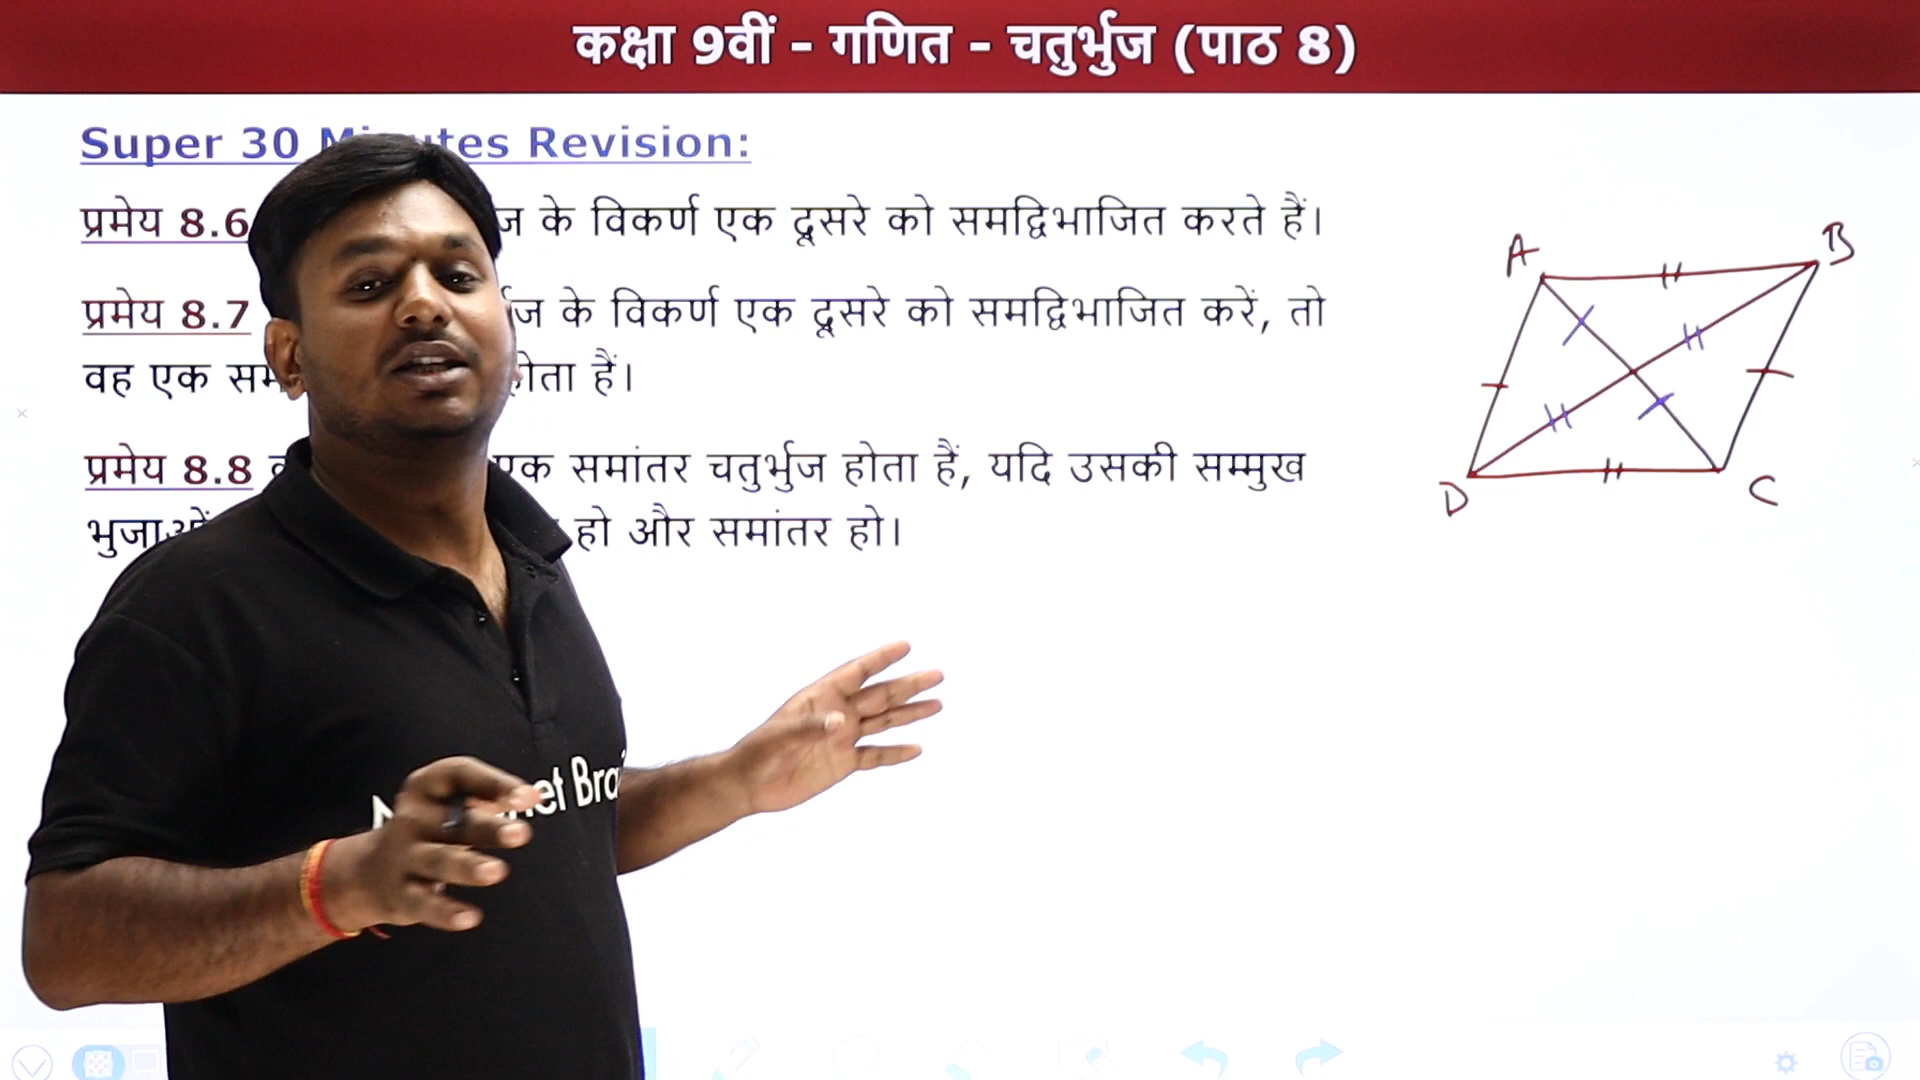 कक्षा 9वीं - गणित - चतुर्भुज (पाठ 8)
Super 30 Revision:
प्रमेय 8.6 के विकर्ण एक दूसरे को समद्विभाजित करते हैं।
प्रमेय 8.7 के विकर्ण एक दूसरे को समद्विभाजित करें, तो
वह एक होता हैं।
प्रमेय 8.8 एक समांतर चतुर्भुज होता हैं, यदि उसकी सम्मुख
हो और समांतर हो।
A B
D C